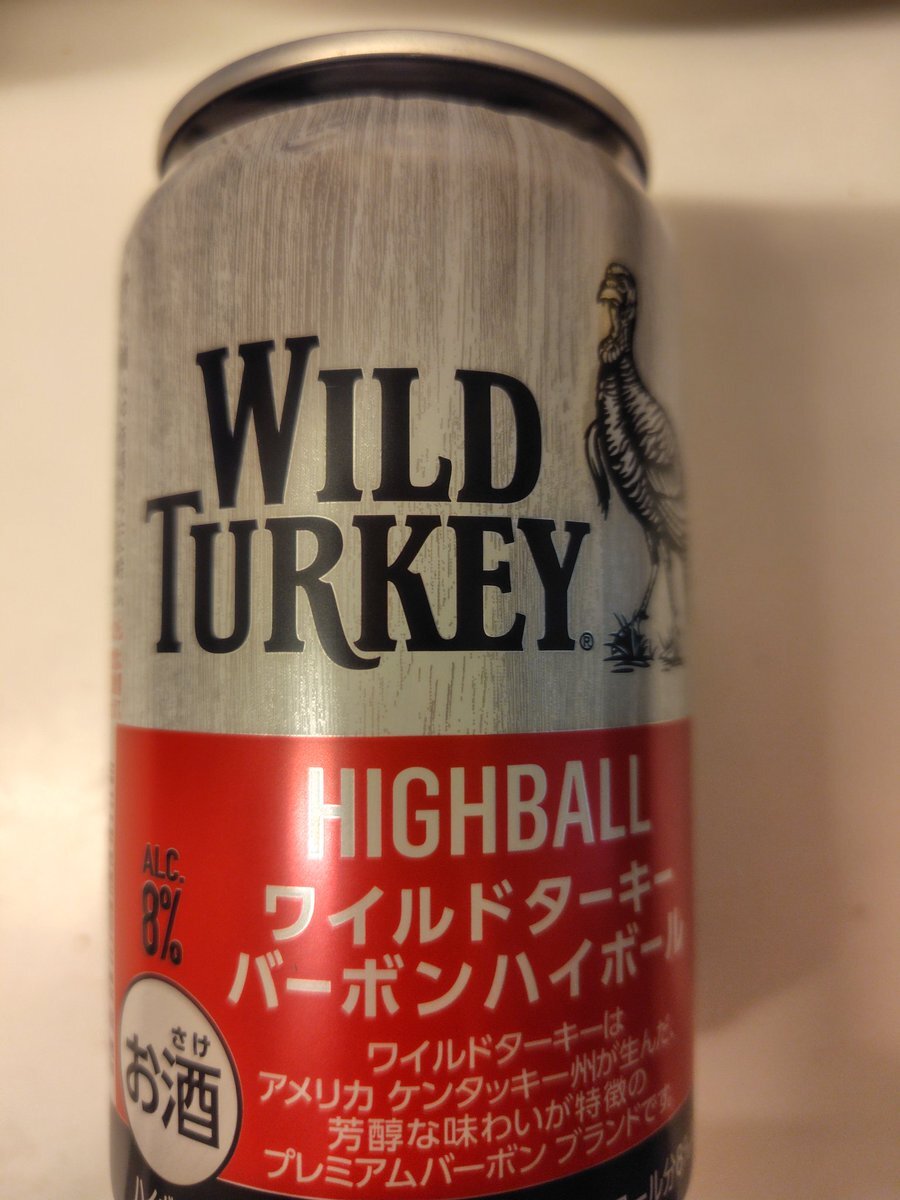 WILD
TURKEY®
HIGHBALL
ワイルドターキー
バーボンハイボール
ALC.
8%
さけ
お酒
ワイルドターキーは
アメリカ ケンタッキー州が生んだ、
芳醇な味わいが特徴の
プレミアムバーボン ブランドです。